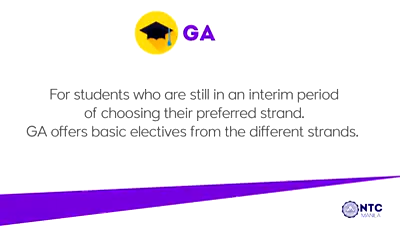 GA
For students who are still in an interim period
of choosing their preferred strand.
GA offers basic electives from the different strands.
NTC
MANILA